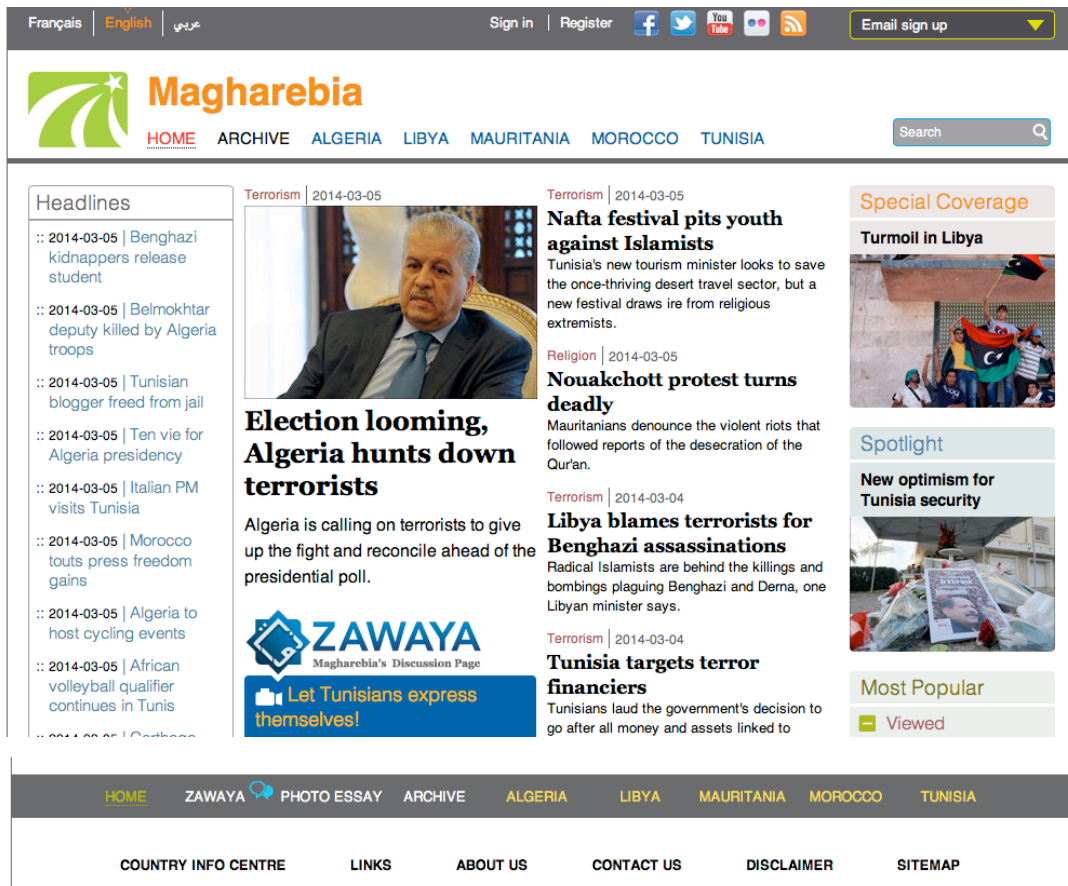 Français English عربي
Sign in Register You Tube Email sign up
Magharebia
HOME ARCHIVE ALGERIA LIBYA MAURITANIA MOROCCO TUNISIA
Search
Headlines
:: 2014-03-05 | Benghazi
kidnappers release
student
:: 2014-03-05 | Belmokhtar
deputy killed by Algeria
troops
:: 2014-03-05 | Tunisian
blogger freed from jail
:: 2014-03-05 | Ten vie for
Algeria presidency
:: 2014-03-05 | Italian PM
visits Tunisia
:: 2014-03-05 | Morocco
touts press freedom
gains
:: 2014-03-05 | Algeria to
host cycling events
:: 2014-03-05 | African
volleyball qualifier
continues in Tunis
Terrorism | 2014-03-05
Election looming,
Algeria hunts down
terrorists
Algeria is calling on terrorists to give
up the fight and reconcile ahead of the
presidential poll.
ZAWAYA
Magharebia's Discussion Page
Let Tunisians express
themselves!
Terrorism | 2014-03-05
Nafta festival pits youth
against Islamists
Tunisia's new tourism minister looks to save
the once-thriving desert travel sector, but a
new festival draws ire from religious
extremists.
Religion | 2014-03-05
Nouakchott protest turns
deadly
Mauritanians denounce the violent riots that
followed reports of the desecration of the
Qur'an.
Terrorism | 2014-03-04
Libya blames terrorists for
Benghazi assassinations
Radical Islamists are behind the killings and
bombings plaguing Benghazi and Derna, one
Libyan minister says.
Terrorism | 2014-03-04
Tunisia targets terror
financiers
Tunisians laud the government's decision to
go after all money and assets linked to
Special Coverage
Turmoil in Libya
Spotlight
New optimism for
Tunisia security
Most Popular
Viewed
HOME ZAWAYA PHOTO ESSAY ARCHIVE ALGERIA LIBYA MAURITANIA MOROCCO TUNISIA
COUNTRY INFO CENTRE LINKS ABOUT US CONTACT US DISCLAIMER SITEMAP